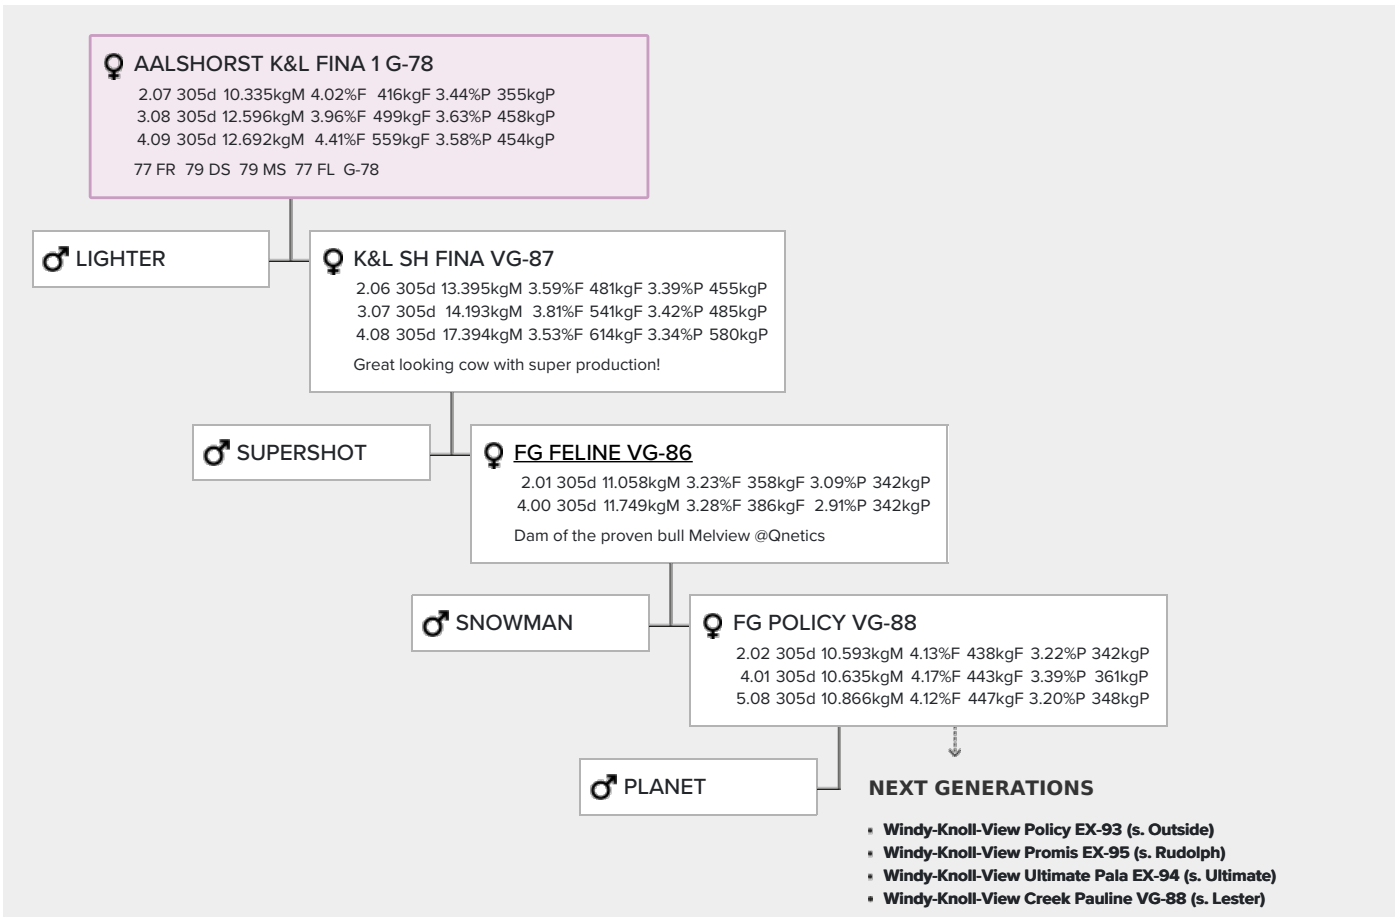 AALSHORST K&L FINA 1 G-78
2.07 305d 10.335kgM 4.02%F 416kgF 3.44%P 355kgP
3.08 305d 12.596kgM 3.96%F 499kgF 3.63%P 458kgP
4.09 305d 12.692kgM 4.41%F 559kgF 3.58%P 454kgP
77 FR 79 DS 79 MS 77 FL G-78
LIGHTER
K&L SH FINA VG-87
2.06 305d 13.395kgM 3.59%F 481kgF 3.39%P 455kgP
3.07 305d 14.193kgM 3.81%F 541kgF 3.42%P 485kgP
4.08 305d 17.394kgM 3.53%F 614kgF 3.34%P 580kgP
Great looking cow with super production!
SUPERSHOT
FG FELINE VG-86
2.01 305d 11.058kgM 3.23%F 358kgF 3.09%P 342kgP
4.00 305d 11.749kgM 3.28%F 386kgF 2.91%P 342kgP
Dam of the proven bull Melview @Qnetics
SNOWMAN
FG POLICY VG-88
2.02 305d 10.593kgM 4.13%F 438kgF 3.22%P 342kgP
4.01 305d 10.635kgM 4.17%F 443kgF 3.39%P 361kgP
5.08 305d 10.866kgM 4.12%F 447kgF 3.20%P 348kgP
PLANET
NEXT GENERATIONS
Windy-Knoll-View Policy EX-93 (s. Outside)
Windy-Knoll-View Promis EX-95 (s. Rudolph)
Windy-Knoll-View Ultimate Pala EX-94 (s. Ultimate)
Windy-Knoll-View Creek Pauline VG-88 (s. Lester)